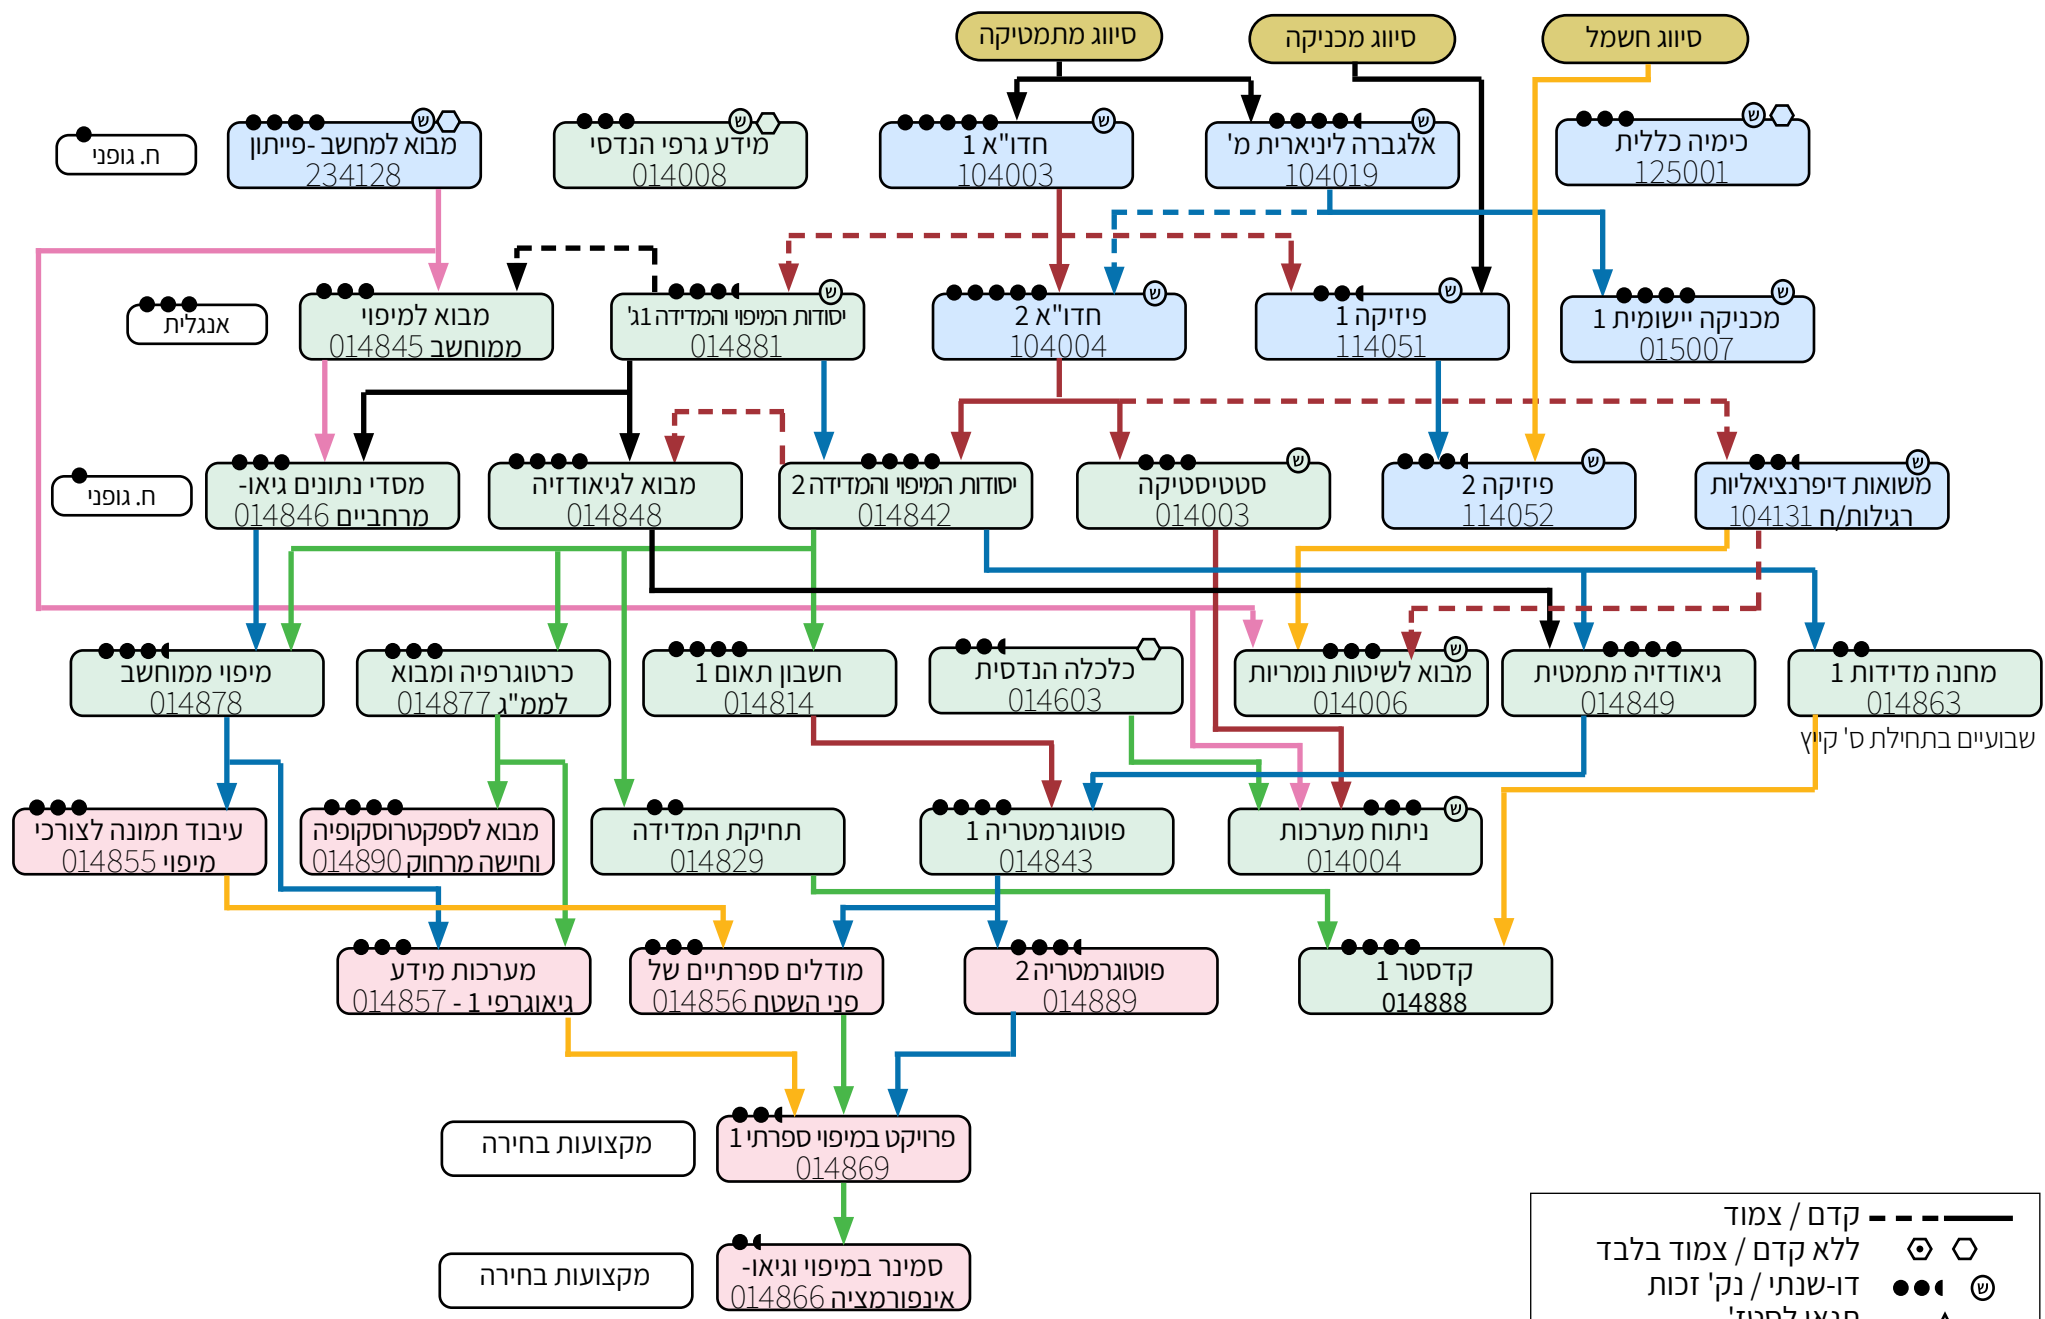 סיווג חשמל
סיווג מכניקה
סיווג מתמטיקה
ש
כימיה כללית
125001
ש
אלגברה ליניארית מ'
104019
ש
חדו"א 1
104003
ש
מידע גרפי הנדסי
014008
ש
מבוא למחשב -פייתון
234128
ח. גופני
ש
מכניקה יישומית 1
015007
ש
פיזיקה 1
114051
ש
חדו"א 2
104004
ש
יסודות המיפוי והמדידה 1ג'
014881
מבוא למיפוי
ממוחשב 014845
אנגלית
ש
משואות דיפרנציאליות
רגילות/ח 104131
ש
פיזיקה 2
114052
ש
סטטיסטיקה
014003
יסודות המיפוי והמדידה 2
014842
מבוא לגיאודזיה
014848
מסדי נתונים גיאו-
מרחביים 014846
ח. גופני
מחנה מדידות 1
014863
שבועיים בתחילת ס' קייץ
גיאודזיה מתמטית
014849
ש
מבוא לשיטות נומריות
014006
כלכלה הנדסית
014603
חשבון תאום 1
014814
כרטוגרפיה ומבוא
לממ"ג 014877
מיפוי ממוחשב
014878
ש
ניתוח מערכות
014004
פוטוגרמטריה 1
014843
תחיקת המדידה
014829
מבוא לספקטרוסקופיה
וחישה מרחוק 014890
עיבוד תמונה לצורכי
מיפוי 014855
קדסטר 1
014888
פוטוגרמטריה 2
014889
מודלים ספרתיים של
פני השטח 014856
מערכות מידע
גיאוגרפי 1 - 014857
פרויקט במיפוי ספרתי 1
014869
מקצועות בחירה
סמינר במיפוי וגיאו-
אינפורמציה 014866
מקצועות בחירה
קדם / צמוד
ללא קדם / צמוד בלבד
דו-שנתי / נק' זכות
ש